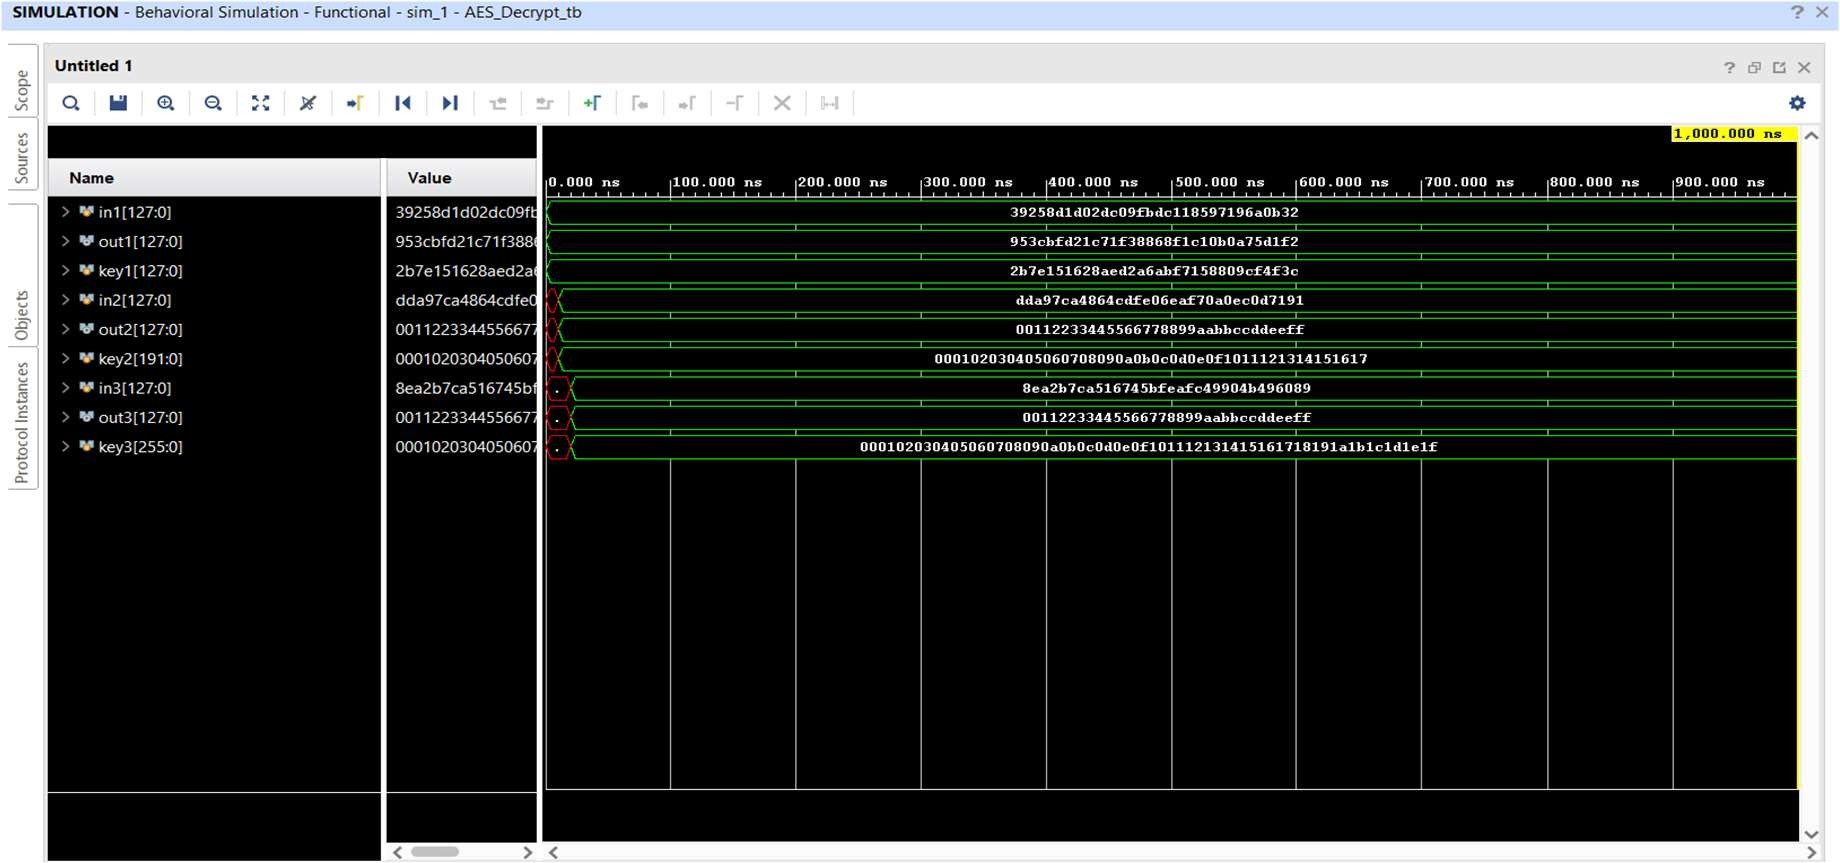 SIMULATION - Behavioral Simulation - Functional - sim_1 - AES_Decrypt_tb
Scope
Sources
Objects
Protocol Instances
Untitled 1
1,000.000 ns
Name Value
0.000 ns 100.000 ns 200.000 ns 300.000 ns 400.000 ns 500.000 ns 600.000 ns 700.000 ns 800.000 ns 900.000 ns
in1[127:0] 39258d1d02dc09fb 39258d1d02dc09fbdc118597196a0b32
out1[127:0] 953cbfd21c71f3886 953cbfd21c71f38868f1c10b0a75d1f2
key1[127:0] 2b7e151628aed2a6 2b7e151628aed2a6abf7158809cf4f3c
in2[127:0] dda97ca4864cdfe0 dda97ca4864cdfe06eaf70a0ec0d7191
out2[127:0] 0011223344556677 00112233445566778899aabbccddeeff
key2[191:0] 0001020304050607 000102030405060708090a0b0c0d0e0f1011121314151617
in3[127:0] 8ea2b7ca516745bf 8ea2b7ca516745bfeafc49904b496089
out3[127:0] 0011223344556677 00112233445566778899aabbccddeeff
key3[255:0] 0001020304050607 000102030405060708090a0b0c0d0e0f101112131415161718191a1b1c1d1e1f